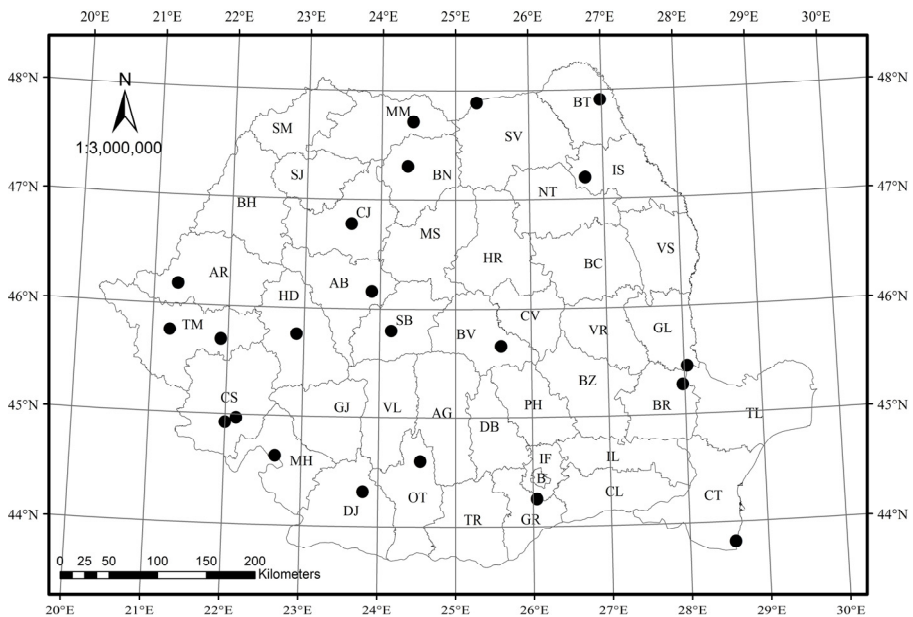 20°E 21°E 22°E 23°E 24°E 25°E 26°E 27°E 28°E 29°E 30°E
48°N 48°N
N
BT
MM
SM
SV
1:3,000,000
SJ BN IS
47°N NT 47°N
BH CJ
MS VS
HR BC
AR AB
HD
46°N 46°N
TM SB BV CV VR GL
BZ
CS GJ VL AG PH BR TL
45°N 45°N
DB
MH IF IL
B
DJ OT CL CT
44°N TR GR 44°N
0 25 50 100 150 200
Kilometers
20°E 21°E 22°E 23°E 24°E 25°E 26°E 27°E 28°E 29°E 30°E